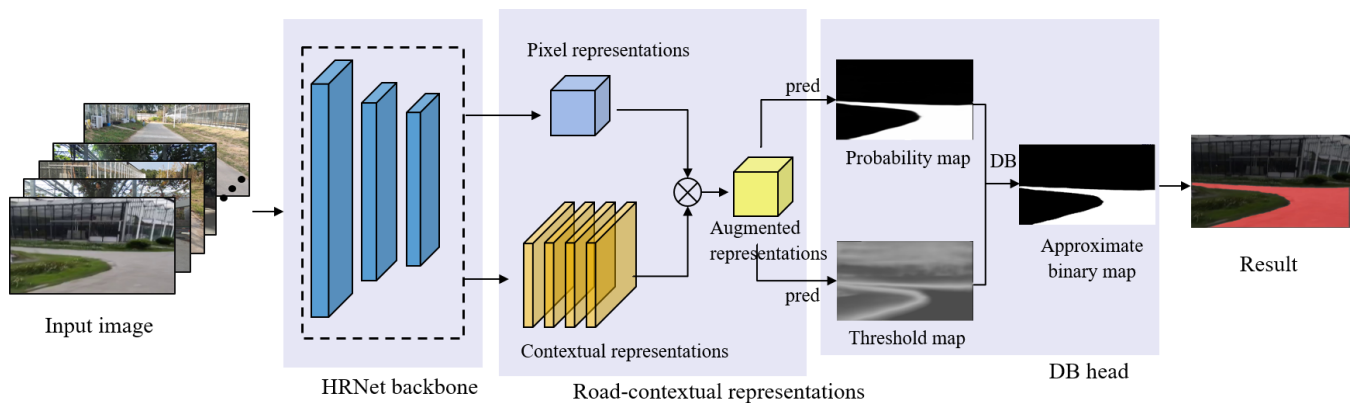 Input image
HRNet backbone
Pixel representations
Contextual representations
Road-contextual representations
Augmented
representations
pred
pred
Probability map
Threshold map
DB
Approximate
binary map
DB head
Result